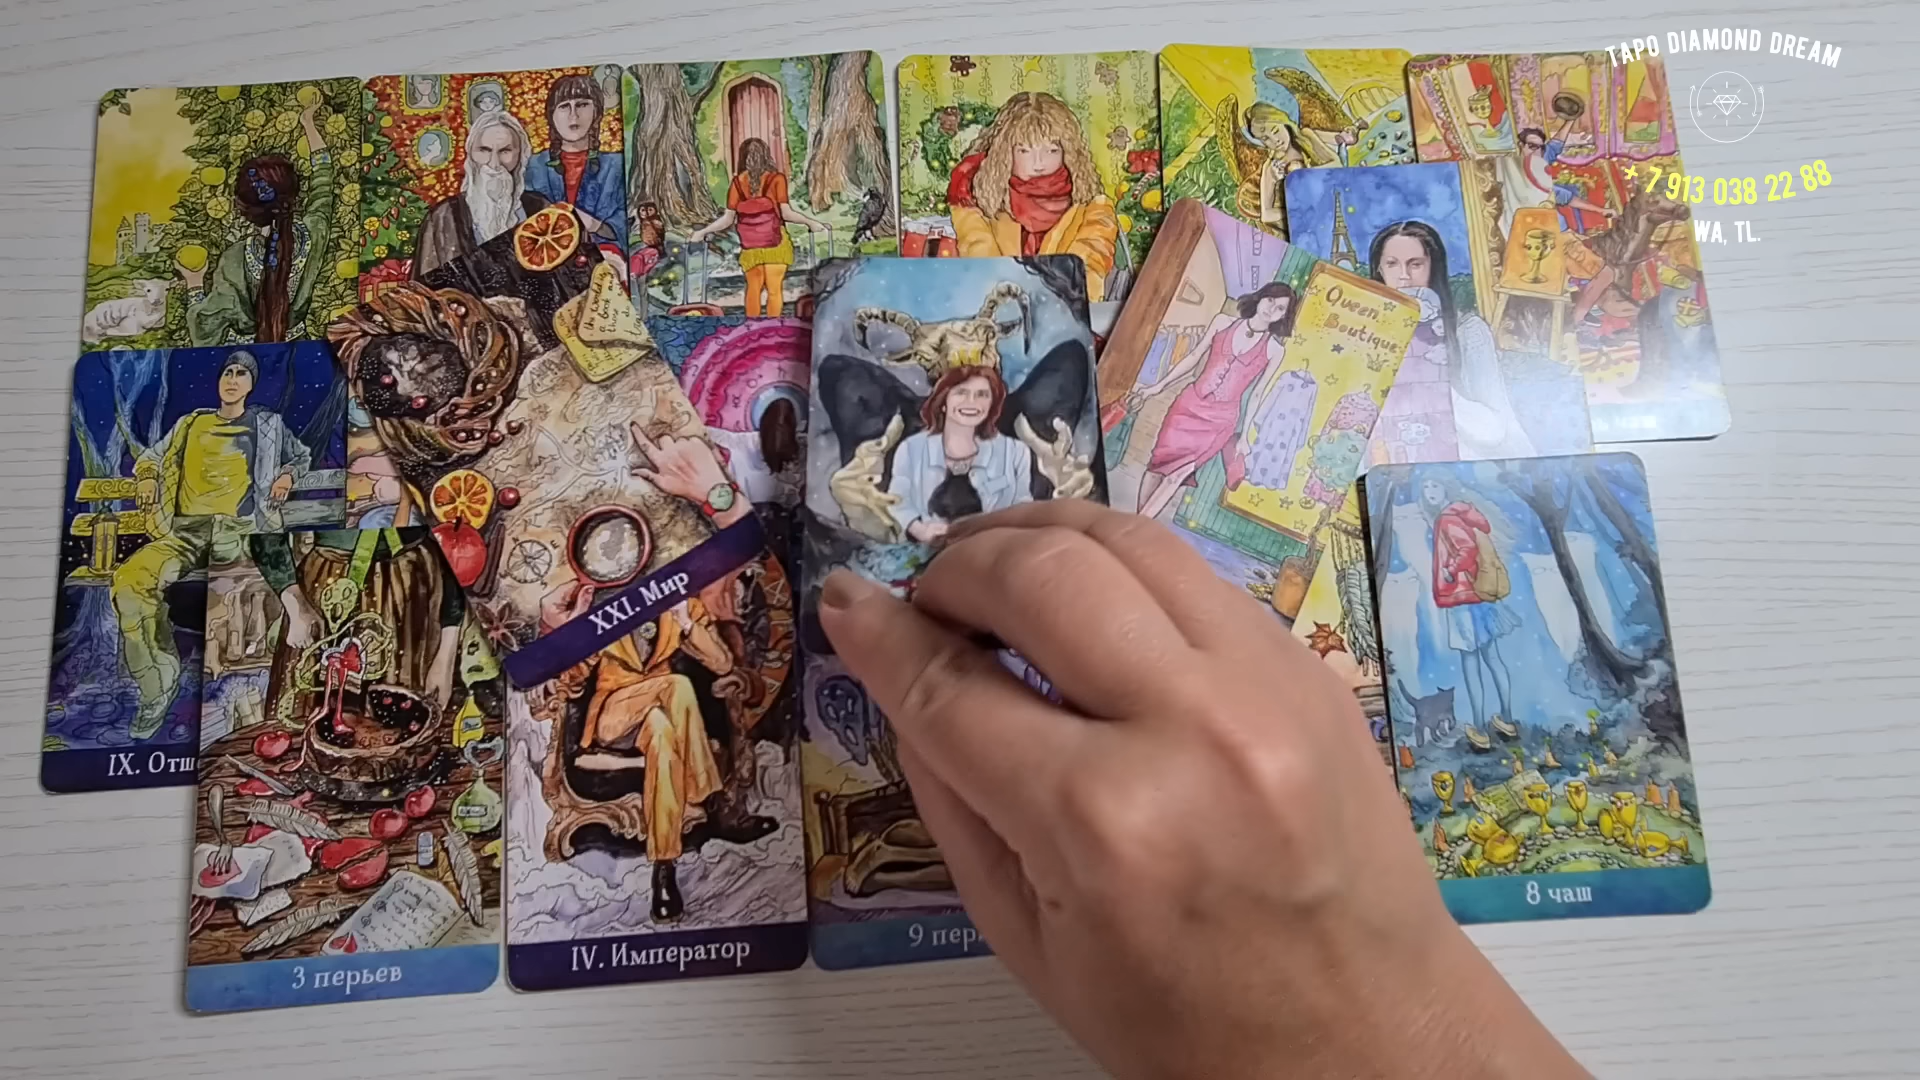 TAPO DIAMOND DREAM
+ 7 913 038 22 88
WA, TL.
Queen
Boutique
XXI. Мир
IX. Отш
IV. Император
9 пер
8 чаш
3 перьев